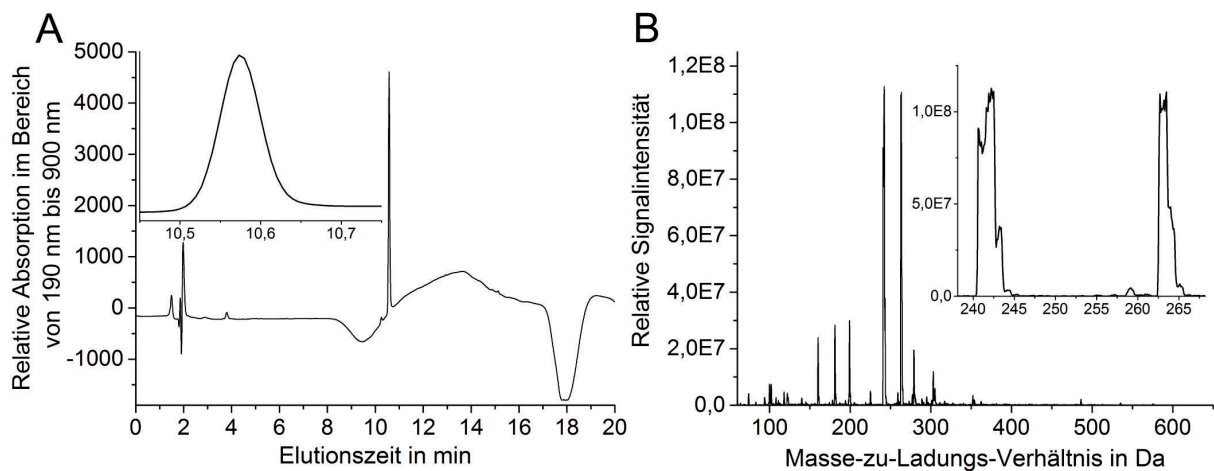 A
5000
4000
3000
2000
1000
0
-1000
10,5 10,6 10,7
0 2 4 6 8 10 12 14 16 18 20
Elutionszeit in min
Relative Absorption im Bereich
von 190 nm bis 900 nm
B
1,2E8
1,0E8
8,0E7
6,0E7
4,0E7
2,0E7
0,0
1,0E8
5,0E7
0,0
240 245 250 255 260 265
100 200 300 400 500 600
Masse-zu-Ladungs-Verhältnis in Da
Relative Signalintensität